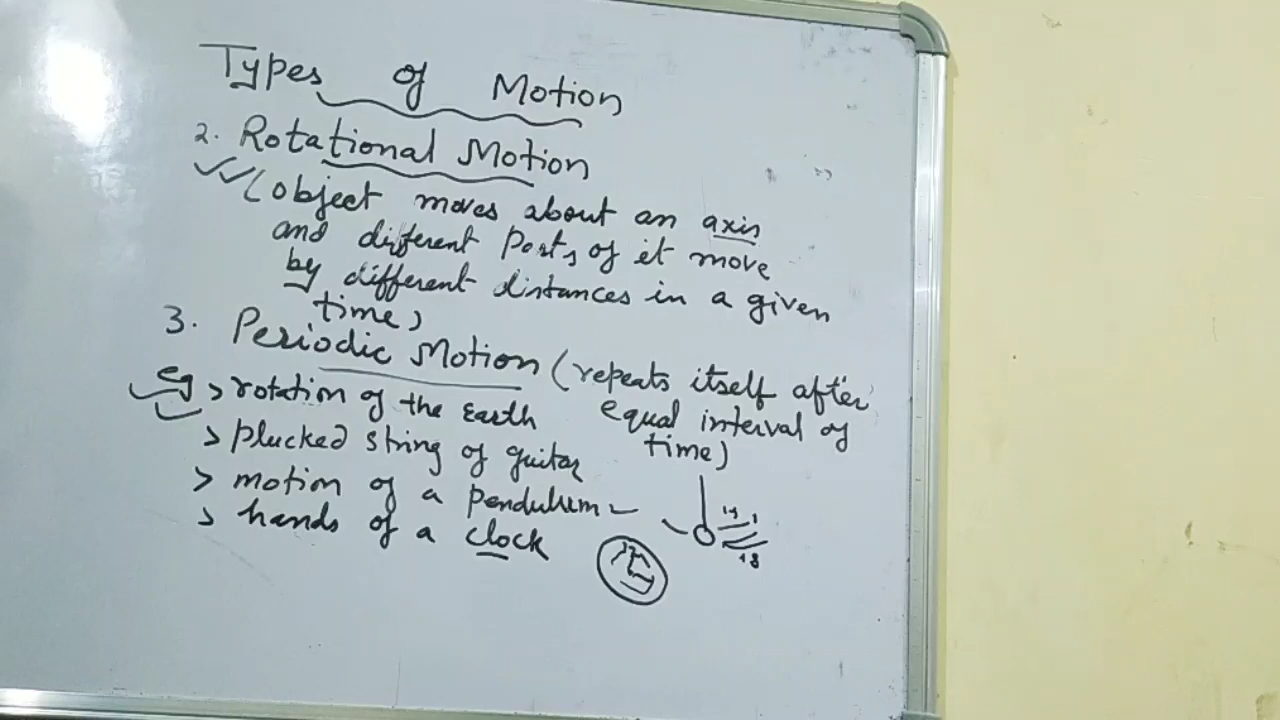 Types of Motion
2. Rotational Motion
(object moves about an axis
and different Parts of it move
by different distances in a given
time)
3. Periodic Motion (repeats itself after
equal interval of
time)
eg > rotation of the Earth
> plucked string of guitar
> motion of a pendulum
> hands of a clock